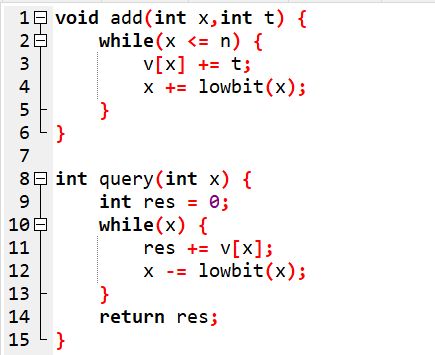 1 void add(int x,int t) {
2     while(x <= n) {
3         v[x] += t;
4         x += lowbit(x);
5     }
6 }
7
8 int query(int x) {
9     int res = 0;
10     while(x) {
11         res += v[x];
12         x -= lowbit(x);
13     }
14     return res;
15 }